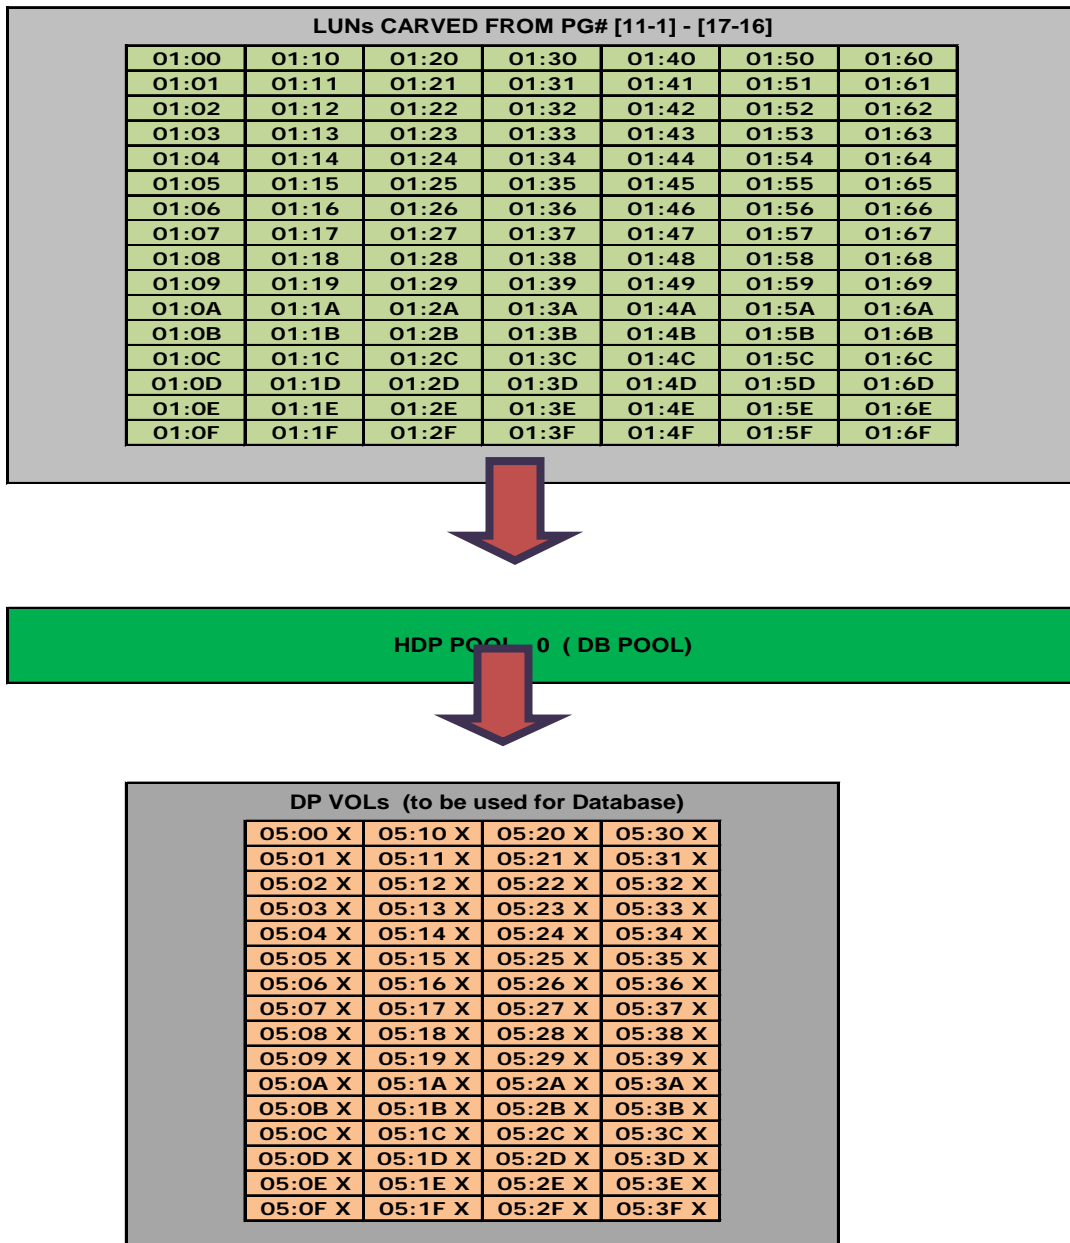 LUNs CARVED FROM PG# [11-1] - [17-16]
01:00 01:10 01:20 01:30 01:40 01:50 01:60
01:01 01:11 01:21 01:31 01:41 01:51 01:61
01:02 01:12 01:22 01:32 01:42 01:52 01:62
01:03 01:13 01:23 01:33 01:43 01:53 01:63
01:04 01:14 01:24 01:34 01:44 01:54 01:64
01:05 01:15 01:25 01:35 01:45 01:55 01:65
01:06 01:16 01:26 01:36 01:46 01:56 01:66
01:07 01:17 01:27 01:37 01:47 01:57 01:67
01:08 01:18 01:28 01:38 01:48 01:58 01:68
01:09 01:19 01:29 01:39 01:49 01:59 01:69
01:0A 01:1A 01:2A 01:3A 01:4A 01:5A 01:6A
01:0B 01:1B 01:2B 01:3B 01:4B 01:5B 01:6B
01:0C 01:1C 01:2C 01:3C 01:4C 01:5C 01:6C
01:0D 01:1D 01:2D 01:3D 01:4D 01:5D 01:6D
01:0E 01:1E 01:2E 01:3E 01:4E 01:5E 01:6E
01:0F 01:1F 01:2F 01:3F 01:4F 01:5F 01:6F
HDP POOL 0 ( DB POOL)
DP VOLs (to be used for Database)
05:00 X 05:10 X 05:20 X 05:30 X
05:01 X 05:11 X 05:21 X 05:31 X
05:02 X 05:12 X 05:22 X 05:32 X
05:03 X 05:13 X 05:23 X 05:33 X
05:04 X 05:14 X 05:24 X 05:34 X
05:05 X 05:15 X 05:25 X 05:35 X
05:06 X 05:16 X 05:26 X 05:36 X
05:07 X 05:17 X 05:27 X 05:37 X
05:08 X 05:18 X 05:28 X 05:38 X
05:09 X 05:19 X 05:29 X 05:39 X
05:0A X 05:1A X 05:2A X 05:3A X
05:0B X 05:1B X 05:2B X 05:3B X
05:0C X 05:1C X 05:2C X 05:3C X
05:0D X 05:1D X 05:2D X 05:3D X
05:0E X 05:1E X 05:2E X 05:3E X
05:0F X 05:1F X 05:2F X 05:3F X